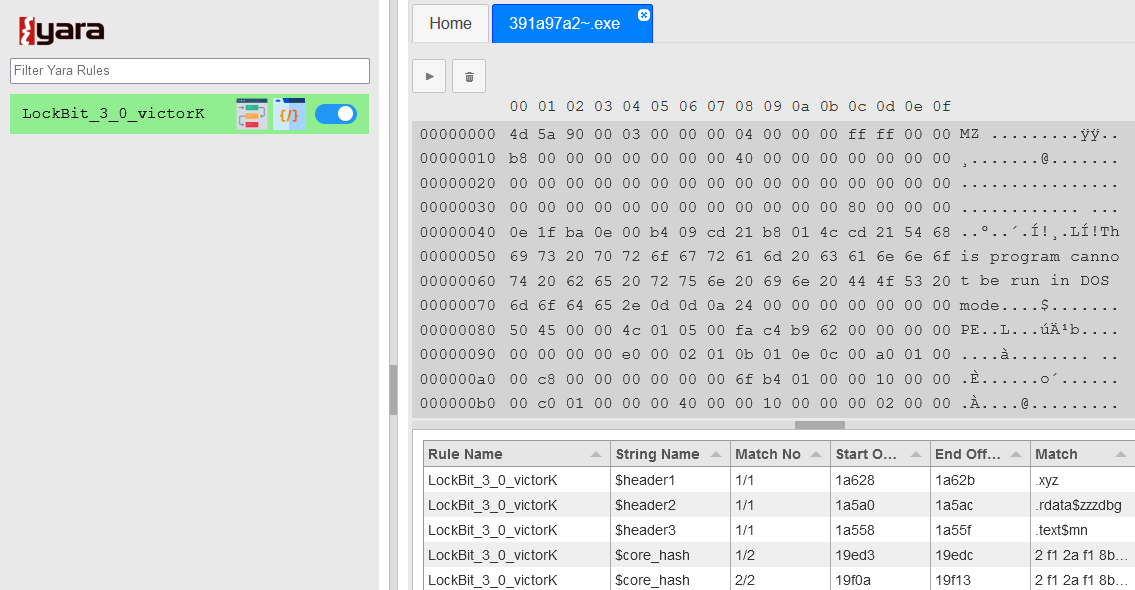 yara
Filter Yara Rules
LockBit_3_0_victorK
{/}
Home
391a97a2~.exe
00 01 02 03 04 05 06 07 08 09 0a 0b 0c 0d 0e 0f
00000000 4d 5a 90 00 03 00 00 00 04 00 00 00 ff ff 00 00 MZ .........ÿÿ..
00000010 b8 00 00 00 00 00 00 00 40 00 00 00 00 00 00 00 ¸.......@.......
00000020 00 00 00 00 00 00 00 00 00 00 00 00 00 00 00 00 ................
00000030 00 00 00 00 00 00 00 00 00 00 00 00 80 00 00 00 ............ ...
00000040 0e 1f ba 0e 00 b4 09 cd 21 b8 01 4c cd 21 54 68 ..º..´.Í!¸.LÍ!Th
00000050 69 73 20 70 72 6f 67 72 61 6d 20 63 61 6e 6e 6f is program canno
00000060 74 20 62 65 20 72 75 6e 20 69 6e 20 44 4f 53 20 t be run in DOS
00000070 6d 6f 64 65 2e 0d 0d 0a 24 00 00 00 00 00 00 00 mode....$.......
00000080 50 45 00 00 4c 01 05 00 fa c4 b9 62 00 00 00 00 PE..L...úÄ¹b....
00000090 00 00 00 00 e0 00 02 01 0b 01 0e 0c 00 a0 01 00 ....à........ ..
000000a0 00 c8 00 00 00 00 00 00 6f b4 01 00 00 10 00 00 .È......o´......
000000b0 00 c0 01 00 00 00 40 00 00 10 00 00 00 02 00 00 .À....@.........
Rule Name String Name Match No Start O... End Off... Match
LockBit_3_0_victorK $header1 1/1 1a628 1a62b .xyz
LockBit_3_0_victorK $header2 1/1 1a5a0 1a5ac .rdata$zzzdbg
LockBit_3_0_victorK $header3 1/1 1a558 1a55f .text$mn
LockBit_3_0_victorK $core_hash 1/2 19ed3 19edc 2 f1 2a f1 8b...
LockBit_3_0_victorK $core_hash 2/2 19f0a 19f13 2 f1 2a f1 8b...